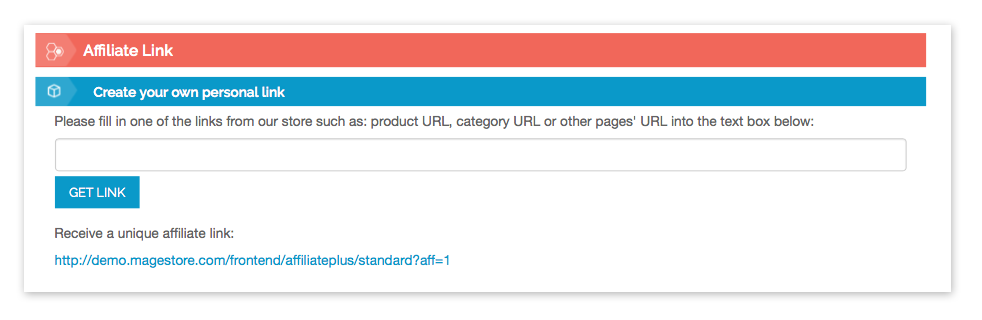 Affiliate Link
Create your own personal link
Please fill in one of the links from our store such as: product URL, category URL or other pages' URL into the text box below:
GET LINK
Receive a unique affiliate link:
http://demo.magestore.com/frontend/affiliateplus/standard?aff=1